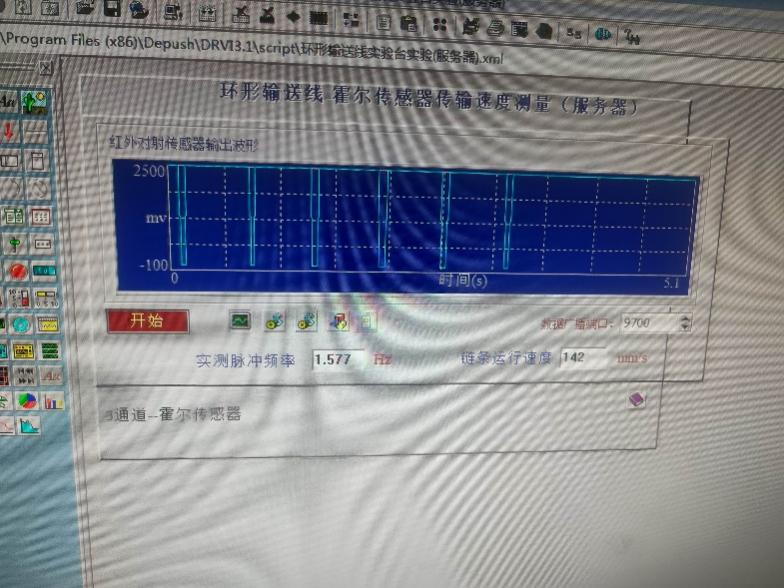 \Program Files (x86)\Depush\DRVI3.1\script\环形输送线实验台实验(服务器).xml
环形输送线 霍尔传感器传输速度测量（服务器）
红外对射传感器输出波形
2500
mv
-100
0
时间(s)
5.1
开始
数据广播端口: 9700
实测脉冲频率 1.577 Hz 链条运行速度 142 mm/s
3通道--霍尔传感器